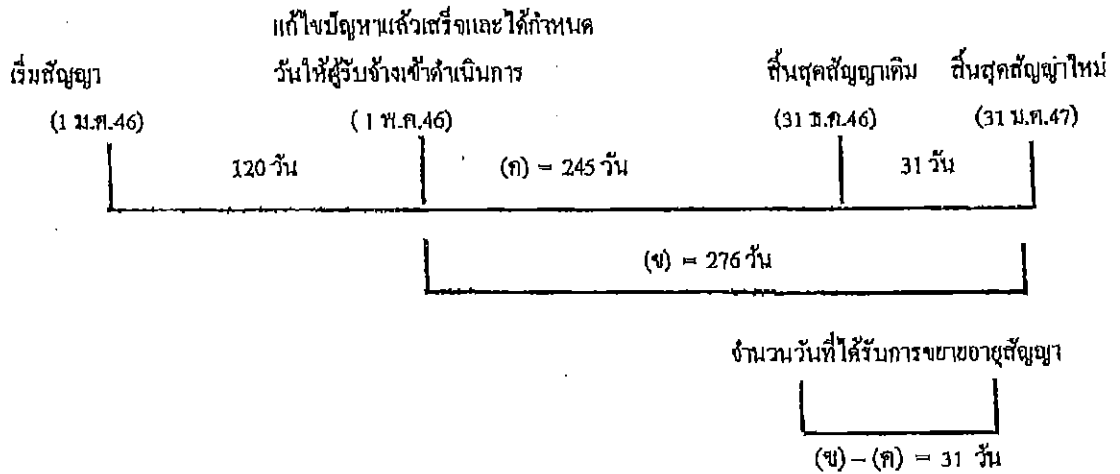 แก้ไขปัญหาแล้วเสร็จและได้กำหนด
เริ่มสัญญา วันให้ผู้รับจ้างเข้าดำเนินการ สิ้นสุดสัญญาเดิม สิ้นสุดสัญญาใหม่
(1 ม.ค.46) (1 พ.ค.46) (31 ธ.ค.46) (31 ม.ค.47)
120 วัน (ค) = 245 วัน 31 วัน
(ข) = 276 วัน
จำนวนวันที่ได้รับการขยายอายุสัญญา
(ข) – (ค) = 31 วัน